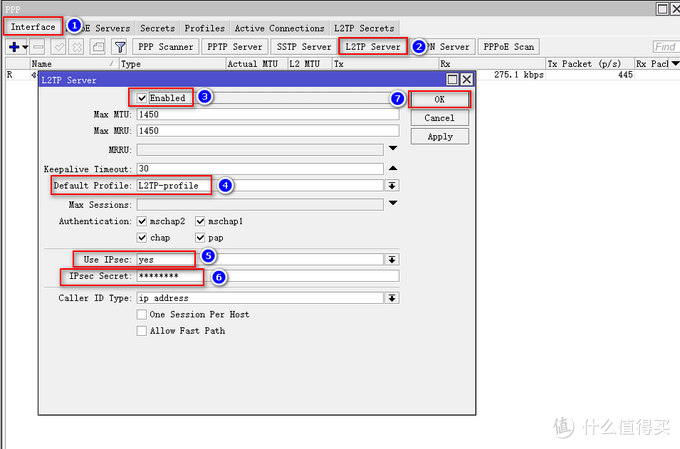 PPP
Interface 1 E Servers Secrets Profiles Active Connections L2TP Secrets
PPP Scanner PPTP Server SSTP Server L2TP Server 2 PN Server PPPoE Scan Find
Name Type Actual MTU L2 MTU Tx Rx Tx Packet (p/s) Rx Pac
R 275.1 kbps 445
L2TP Server
Enabled 3 7 OK
Max MTU: 1450 Cancel
Max MRU: 1450 Apply
MRRU:
Keepalive Timeout: 30
Default Profile: L2TP-profile 4
Max Sessions:
Authentication: mschap2 mschap1
chap pap
Use IPsec: yes 5
IPsec Secret: ******** 6
Caller ID Type: ip address
One Session Per Host
Allow Fast Path
值 什么值得买